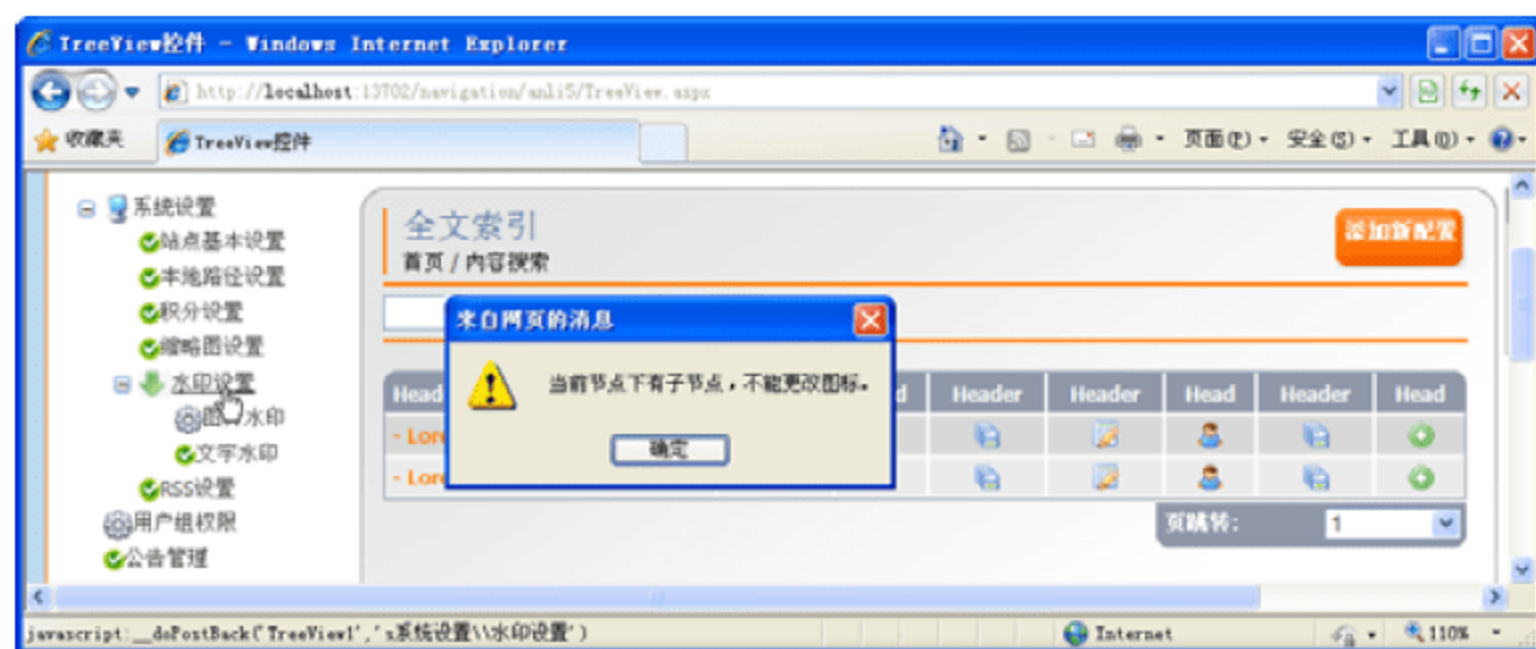 TreeView控件 - Windows Internet Explorer
http://localhost:13702/navigation/anli5/TreeView.aspx
收藏夹
TreeView控件
页面(P)
安全(S)
工具(O)
系统设置
站点基本设置
本地路径设置
积分设置
缩略图设置
水印设置
水印
文字水印
RSS设置
用户组权限
公告管理
全文索引
首页 / 内容搜索
添加新配置
来自网页的消息
当前节点下有子节点，不能更改图标。
确定
Head Header Header Head Header Head
- Lore
- Lore
页跳转： 1
javascript:__doPostBack('TreeView1','s系统设置\\水印设置')
Internet
110%